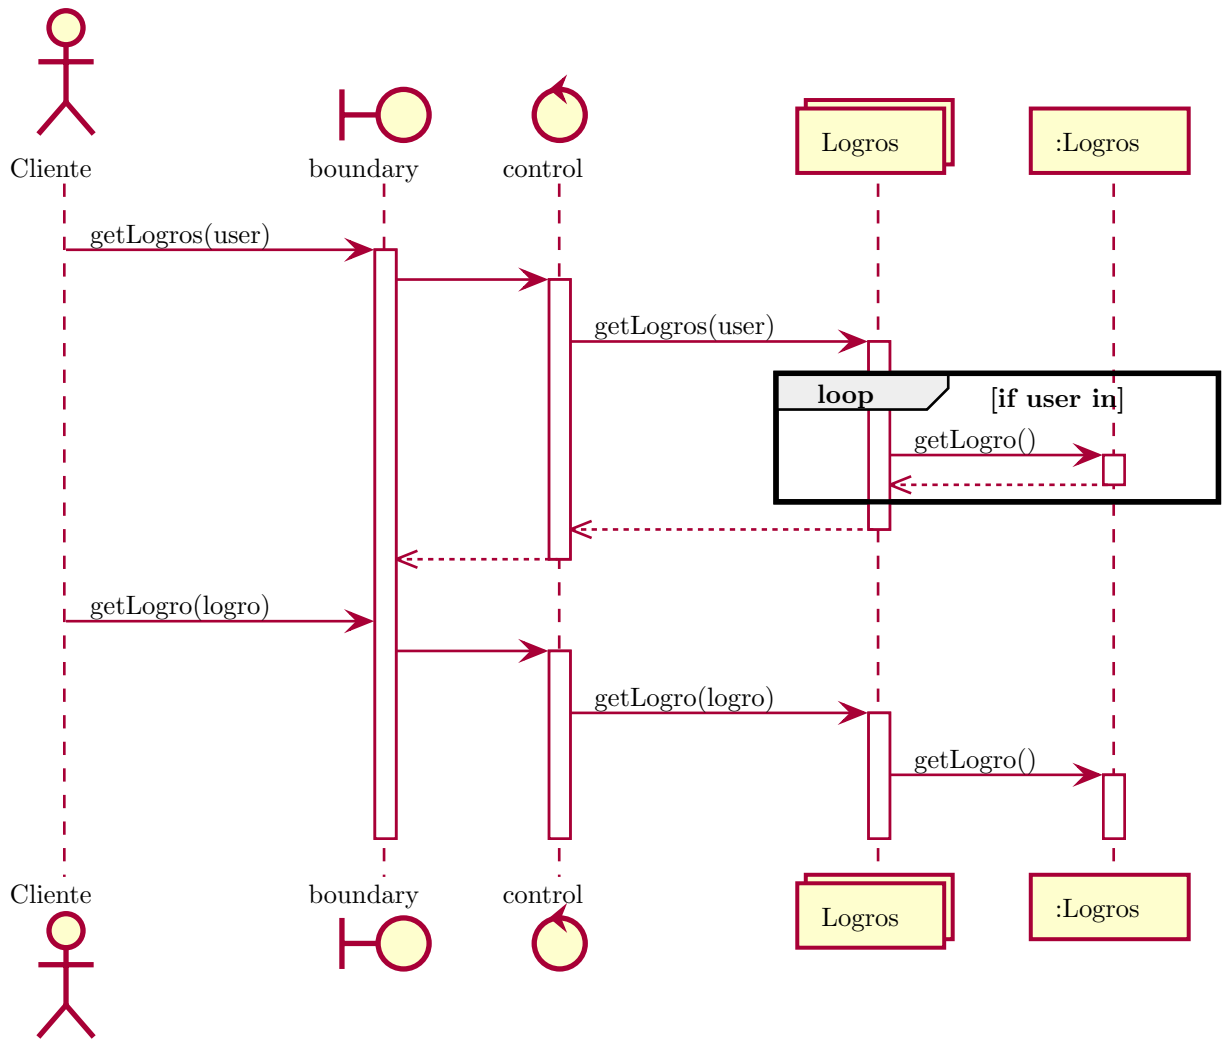 Cliente
boundary
control
Logros
:Logros
getLogros(user)
getLogros(user)
loop
[if user in]
getLogro()
getLogro(logro)
getLogro(logro)
getLogro()
Cliente
boundary
control
Logros
:Logros